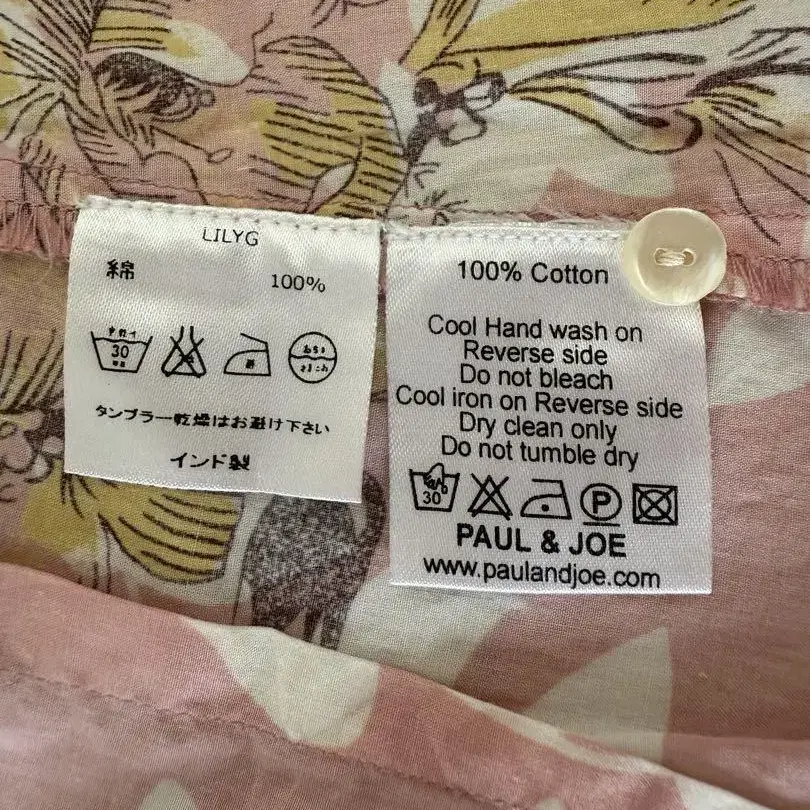 LILYG
綿 100%
30
タンブラー乾燥はお避け下さい
インド製
100% Cotton
Cool Hand wash on
Reverse side
Do not bleach
Cool iron on Reverse side
Dry clean only
Do not tumble dry
30 P
PAUL & JOE
www.paulandjoe.com